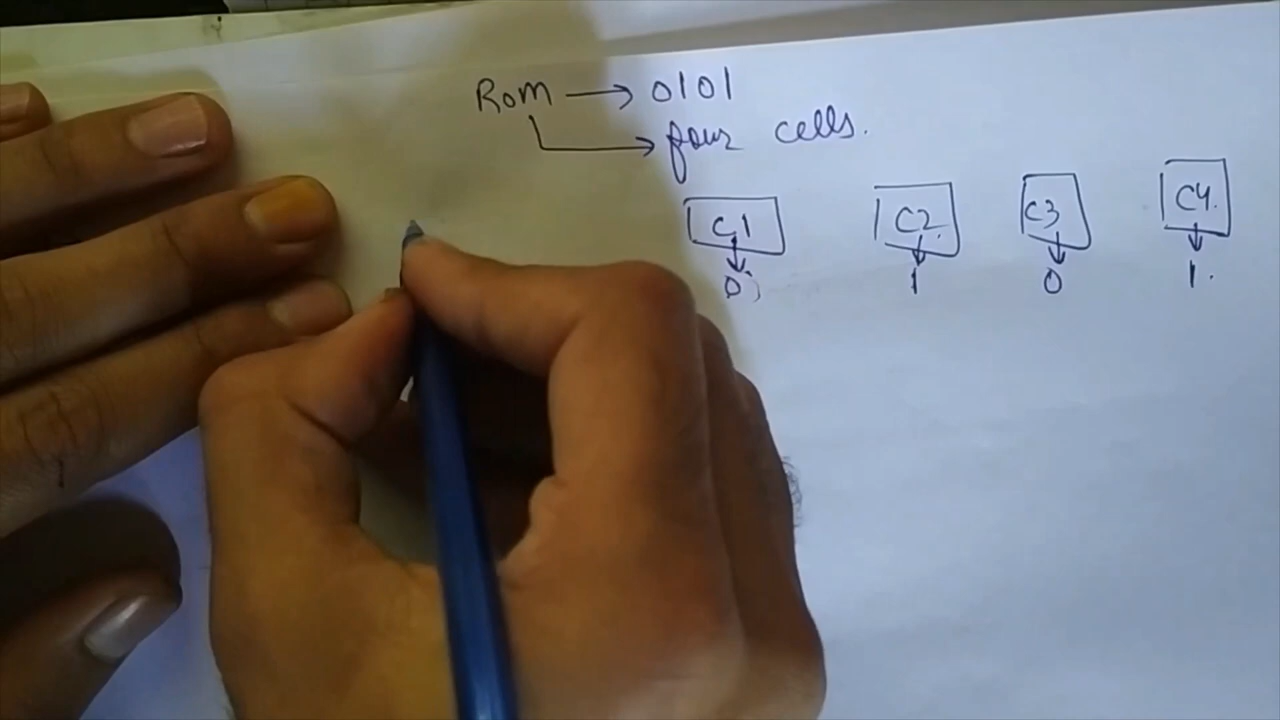 Rom → 0101
→ four cells.
C1 C2. C3 C4.
0 1 0 1.